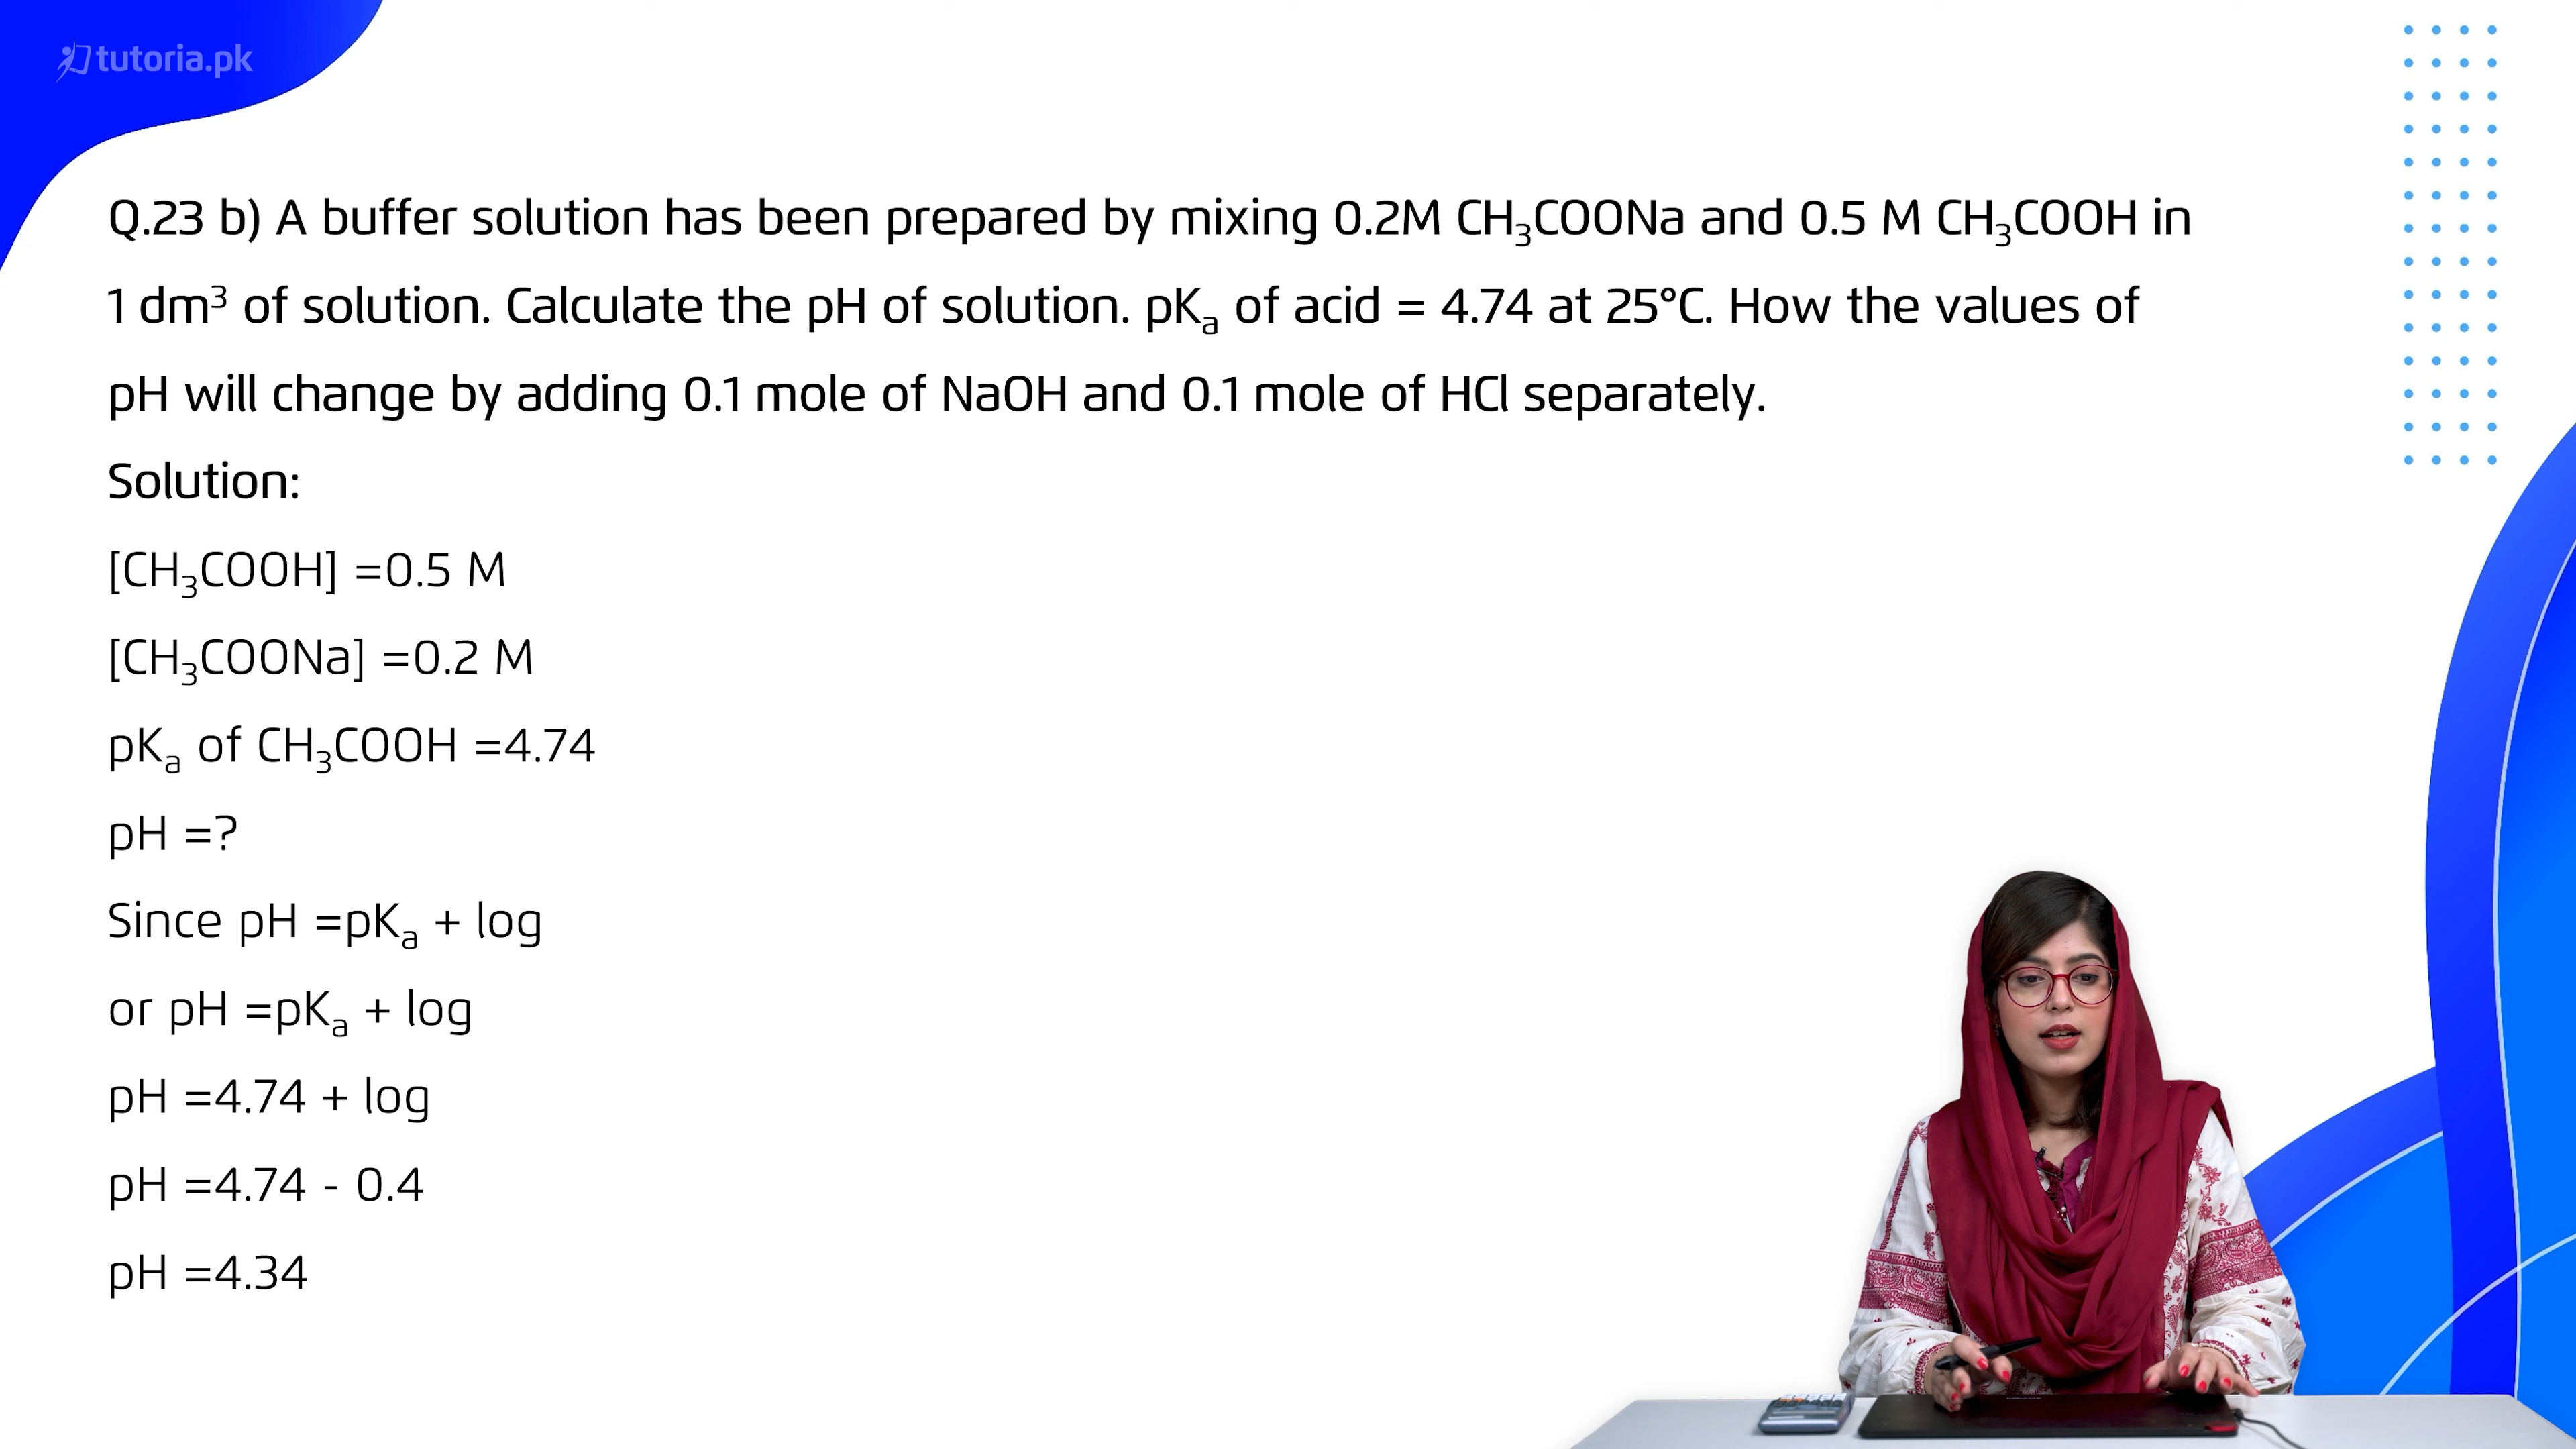 tutoria.pk
Q.23 b) A buffer solution has been prepared by mixing 0.2M CH₃COONa and 0.5 M CH₃COOH in
1 dm³ of solution. Calculate the pH of solution. pKₐ of acid = 4.74 at 25°C. How the values of
pH will change by adding 0.1 mole of NaOH and 0.1 mole of HCl separately.
Solution:
[CH₃COOH] =0.5 M
[CH₃COONa] =0.2 M
pKₐ of CH₃COOH =4.74
pH =?
Since pH =pKₐ + log
or pH =pKₐ + log
pH =4.74 + log
pH =4.74 - 0.4
pH =4.34